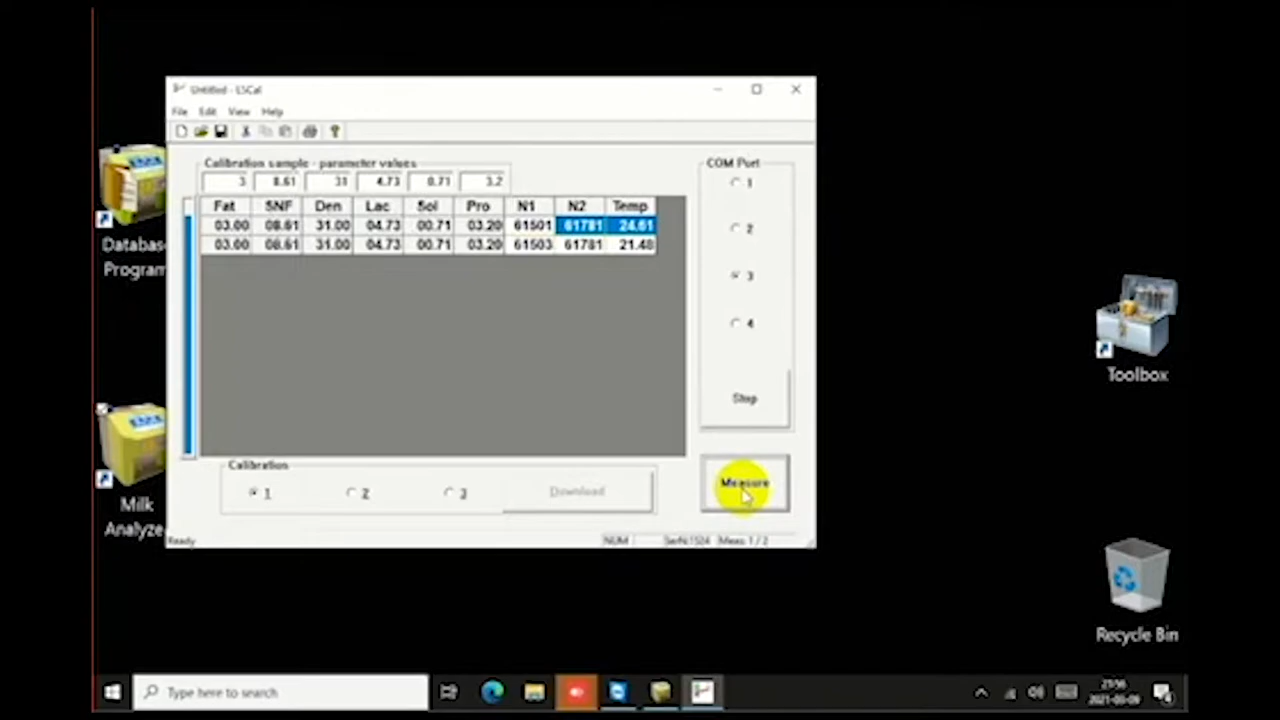 Untitled - LSCal
File Edit View Help
Calibration sample - parameter values
3 8.61 31 4.73 0.71 3.2
Fat SNF Den Lac Sol Pro N1 N2 Temp
03.00 08.61 31.00 04.73 00.71 03.20 61501 61781 24.61
03.00 08.61 31.00 04.73 00.71 03.20 61503 61781 21.48
COM Port
1
2
3
4
Stop
Measure
Calibration
1 2 3
Download
Ready NUM SerN:1524 Meas: 1 / 2
Databas
Program
Milk
Analyze
Toolbox
Recycle Bin
Type here to search